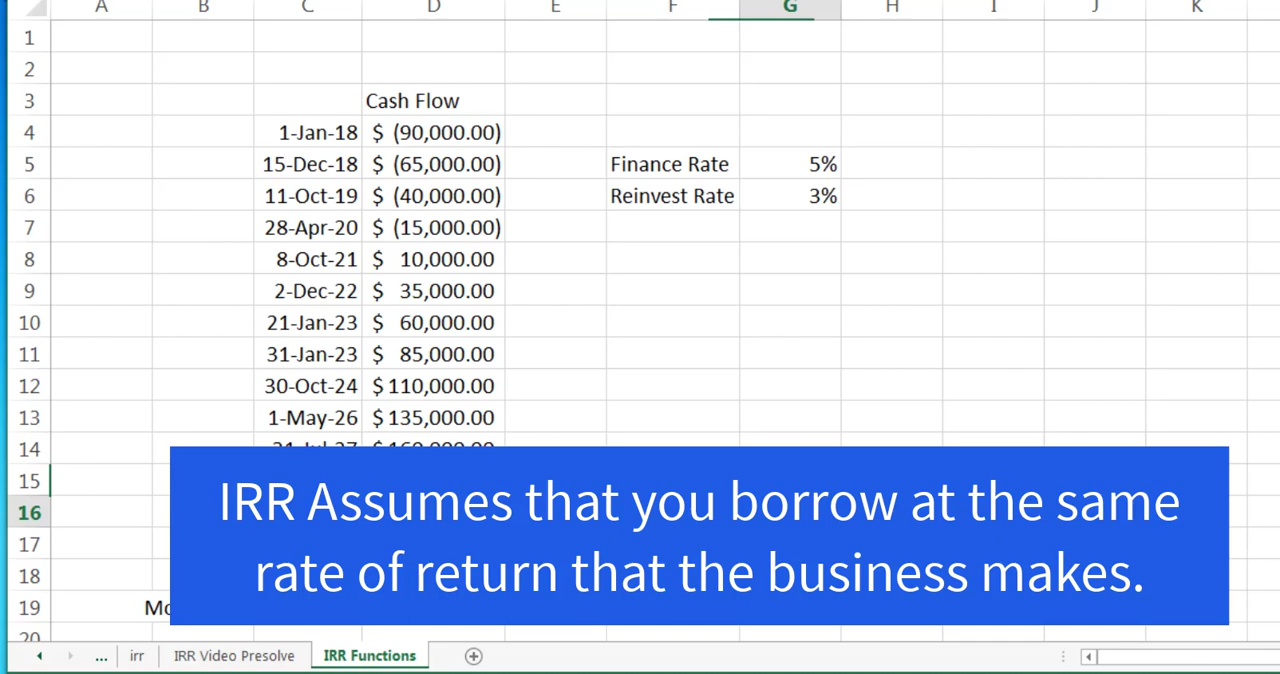 A B C D E F G H I J K
1
2
3 Cash Flow
4 1-Jan-18 $ (90,000.00)
5 15-Dec-18 $ (65,000.00) Finance Rate 5%
6 11-Oct-19 $ (40,000.00) Reinvest Rate 3%
7 28-Apr-20 $ (15,000.00)
8 8-Oct-21 $ 10,000.00
9 2-Dec-22 $ 35,000.00
10 21-Jan-23 $ 60,000.00
11 31-Jan-23 $ 85,000.00
12 30-Oct-24 $ 110,000.00
13 1-May-26 $ 135,000.00
14
15
16
17
18
19
20
IRR Assumes that you borrow at the same
rate of return that the business makes.
... irr IRR Video Presolve IRR Functions